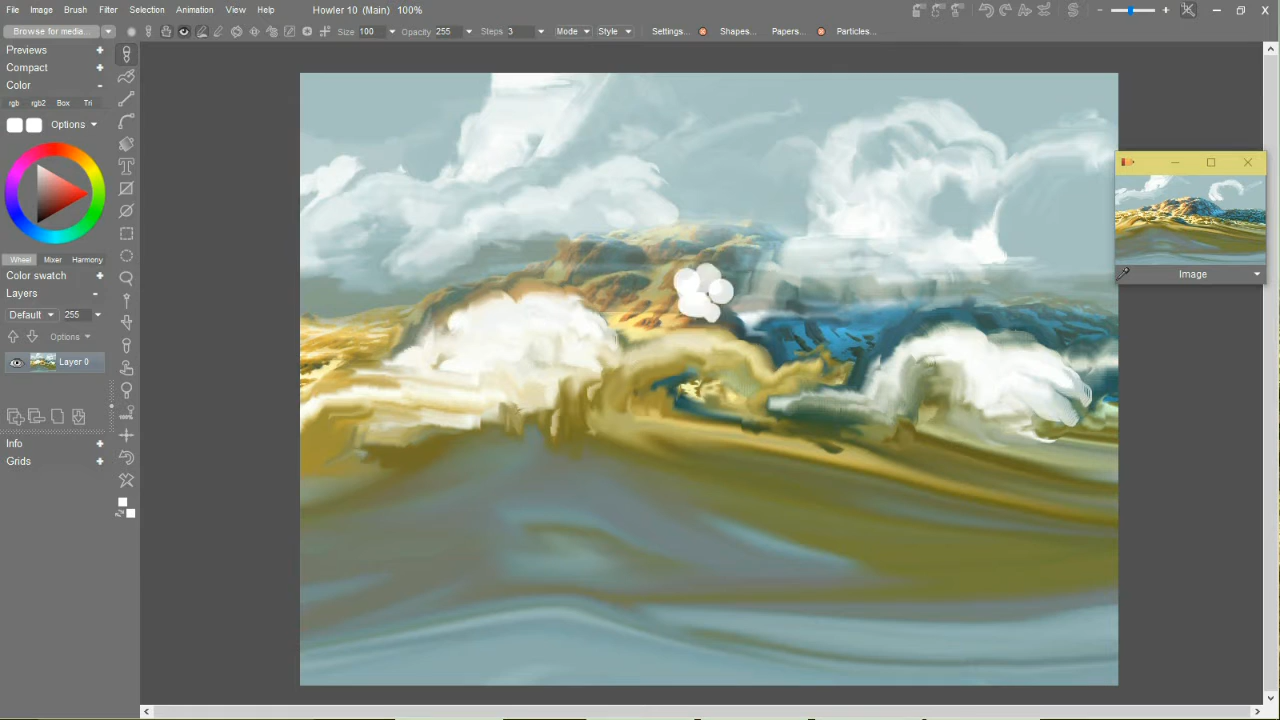 File Image Brush Filter Selection Animation View Help Howler 10 (Main) 100%
Browse for media... Size 100 Opacity 255 Steps 3 Mode Style Settings... Shapes... Papers... Particles...
Previews +
Compact +
Color -
rgb rgb2 Box Tri
Options
Wheel Mixer Harmony
Color swatch +
Layers -
Default 255
Options
Layer 0
Info +
Grids +
Image